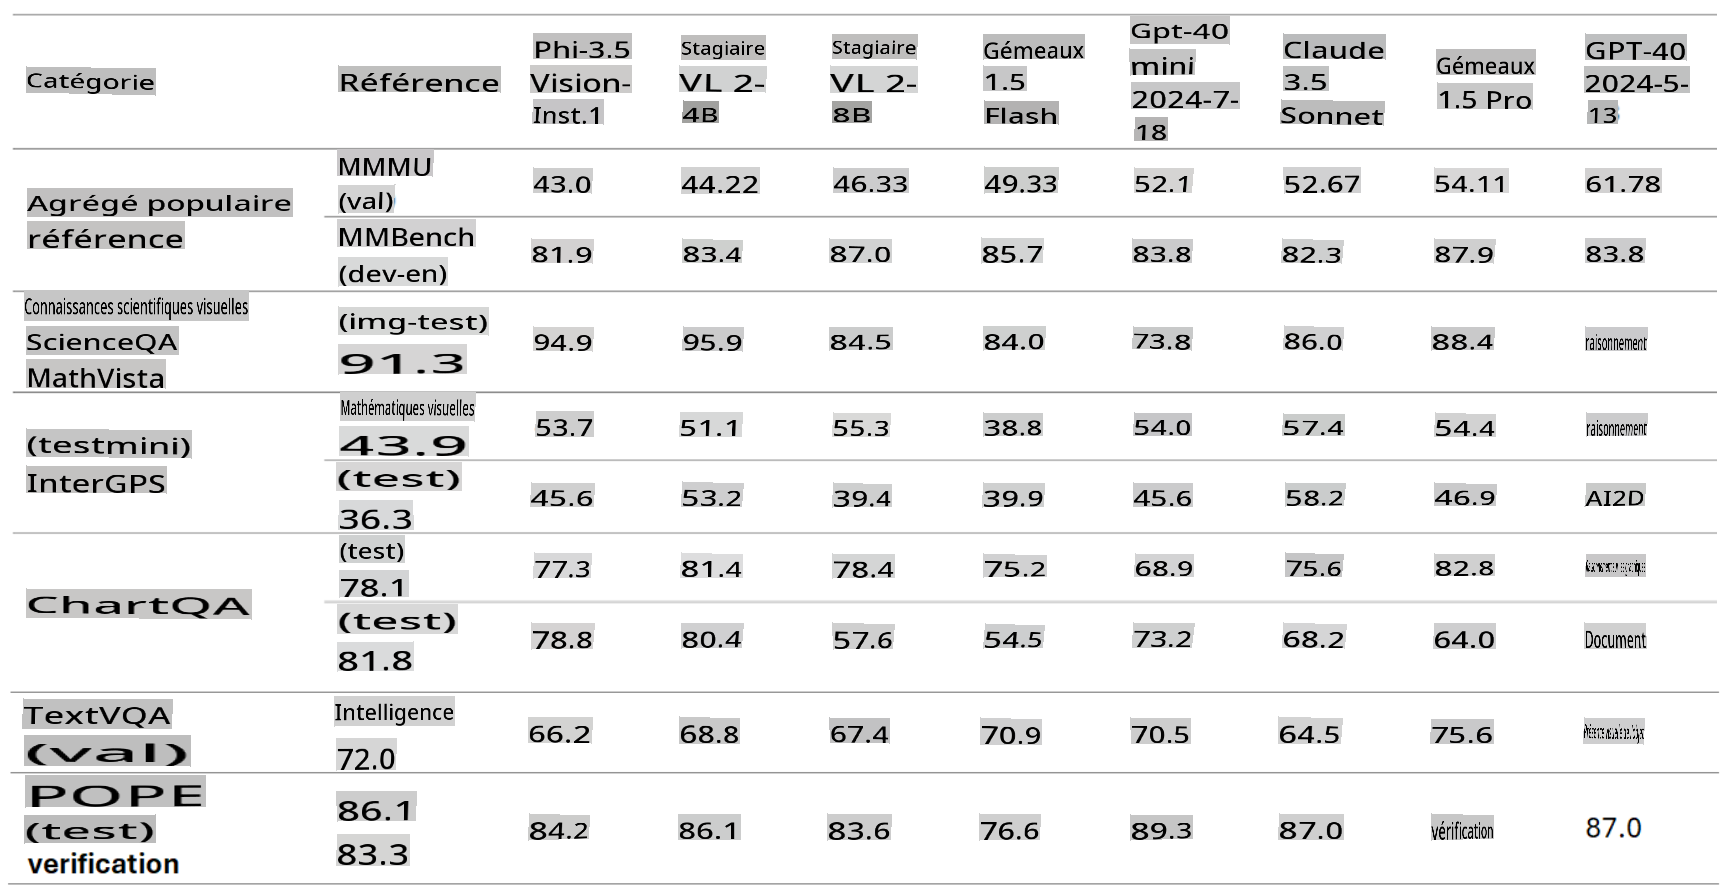 Catégorie Référence Phi-3.5 Vision-Inst.1 Stagiaire VL 2-4B Stagiaire VL 2-8B Gémeaux 1.5 Flash Gpt-40 mini 2024-7-18 Claude 3.5 Sonnet Gémeaux 1.5 Pro GPT-40 2024-5-13
Agrégé populaire référence
MMMU (val) 43.0 44.22 46.33 49.33 52.1 52.67 54.11 61.78
MMBench (dev-en) 81.9 83.4 87.0 85.7 83.8 82.3 87.9 83.8
Connaissances scientifiques visuelles ScienceQA MathVista
(img-test) 91.3 94.9 95.9 84.5 84.0 73.8 86.0 88.4 raisonnement
(testmini) InterGPS
Mathématiques visuelles 43.9 53.7 51.1 55.3 38.8 54.0 57.4 54.4 raisonnement
(test) 36.3 45.6 53.2 39.4 39.9 45.6 58.2 46.9 AI2D
ChartQA
(test) 78.1 77.3 81.4 78.4 75.2 68.9 75.6 82.8
(test) 81.8 78.8 80.4 57.6 54.5 73.2 68.2 64.0 Document
TextVQA (val)
Intelligence 72.0 66.2 68.8 67.4 70.9 70.5 64.5 75.6
POPE (test) verification
86.1 83.3 84.2 86.1 83.6 76.6 89.3 87.0 vérification 87.0